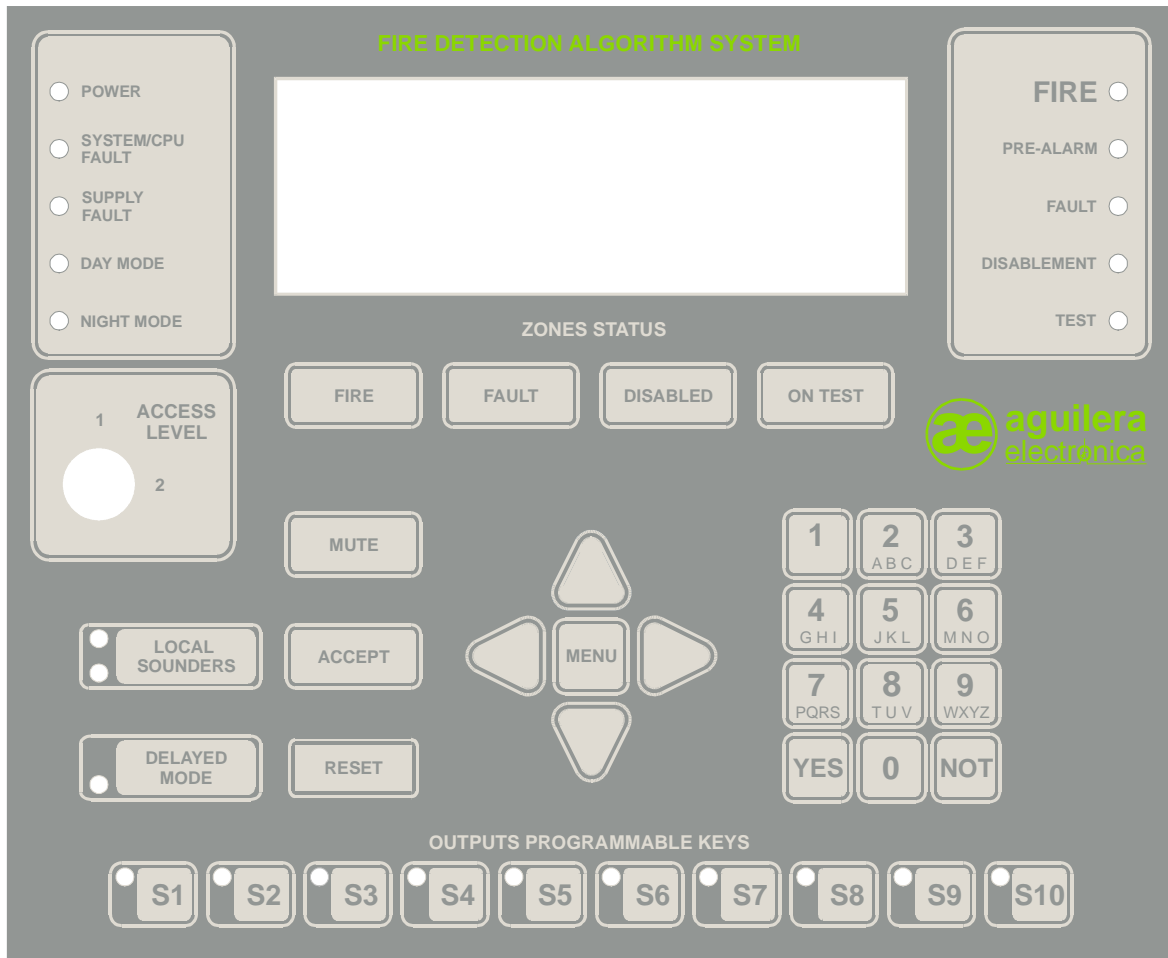 FIRE DETECTION ALGORITHM SYSTEM
POWER
SYSTEM/CPU
FAULT
SUPPLY
FAULT
DAY MODE
NIGHT MODE
FIRE
PRE-ALARM
FAULT
DISABLEMENT
TEST
ZONES STATUS
FIRE
FAULT
DISABLED
ON TEST
1
ACCESS
LEVEL
2
æ
aguilera
electrónica
MUTE
LOCAL
SOUNDERS
ACCEPT
DELAYED
MODE
RESET
MENU
1
2
ABC
3
DEF
4
GHI
5
JKL
6
MNO
7
PQRS
8
TUV
9
WXYZ
YES
0
NOT
OUTPUTS PROGRAMMABLE KEYS
S1
S2
S3
S4
S5
S6
S7
S8
S9
S10